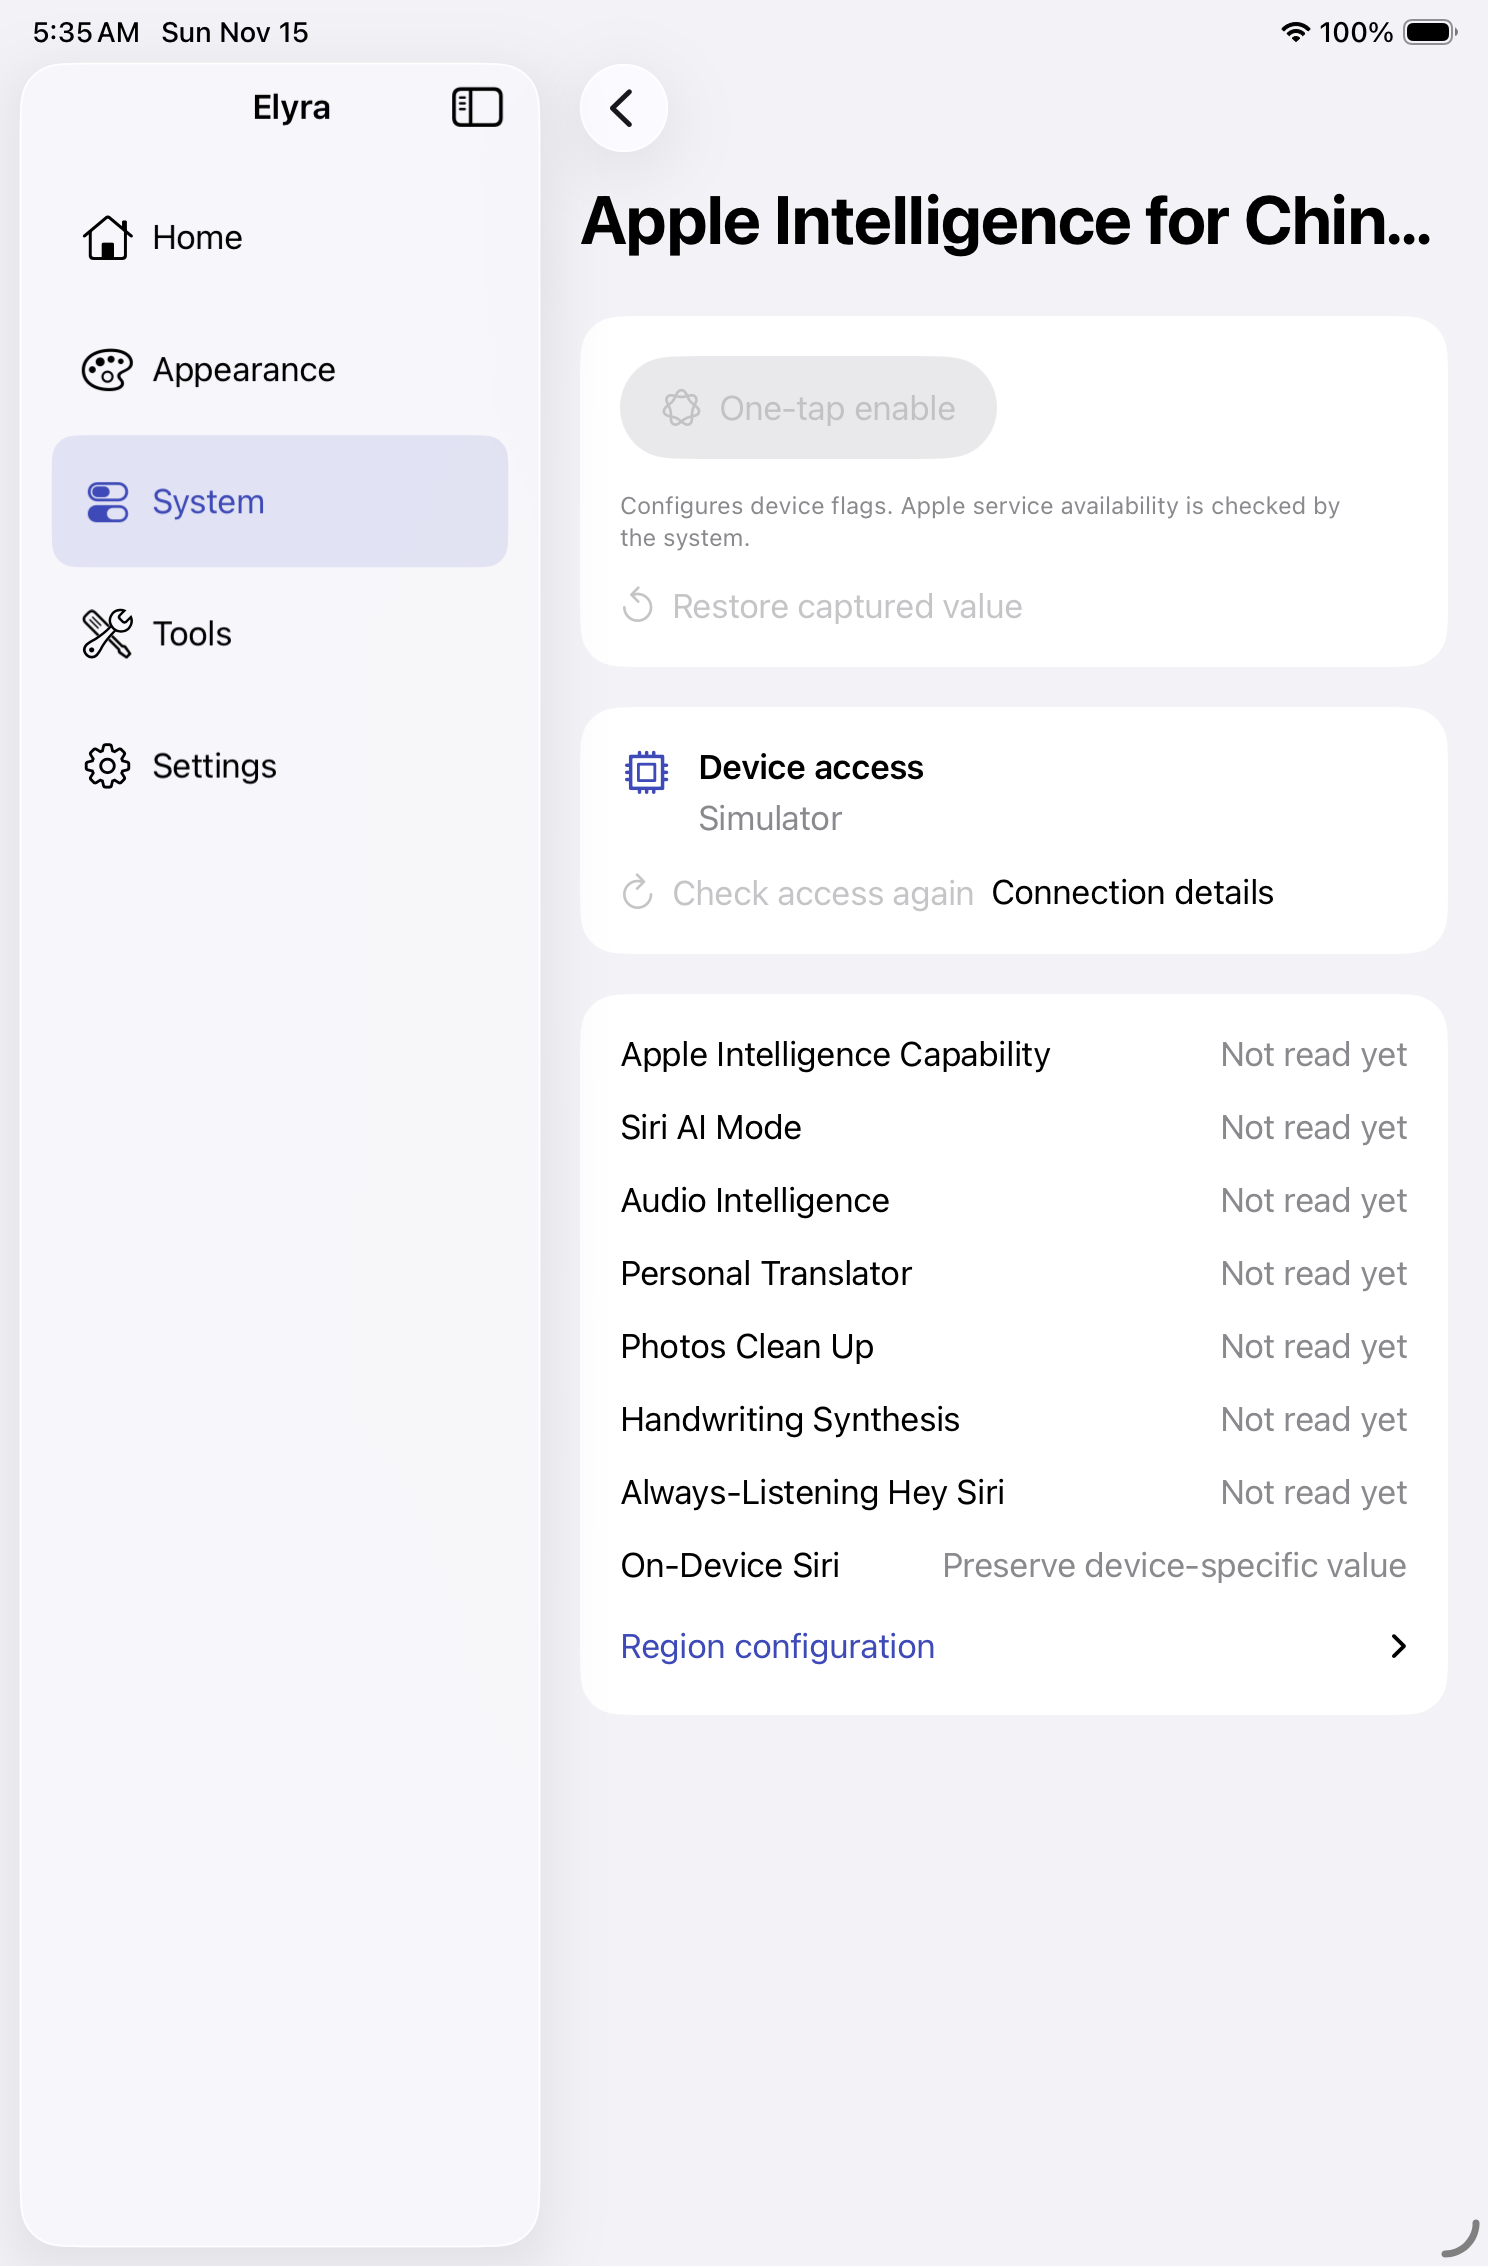 5:35 AM Sun Nov 15
100%
Elyra
Home
Appearance
System
Tools
Settings
Apple Intelligence for Chin...
One-tap enable
Configures device flags. Apple service availability is checked by
the system.
Restore captured value
Device access
Simulator
Check access again Connection details
Apple Intelligence Capability Not read yet
Siri AI Mode Not read yet
Audio Intelligence Not read yet
Personal Translator Not read yet
Photos Clean Up Not read yet
Handwriting Synthesis Not read yet
Always-Listening Hey Siri Not read yet
On-Device Siri Preserve device-specific value
Region configuration